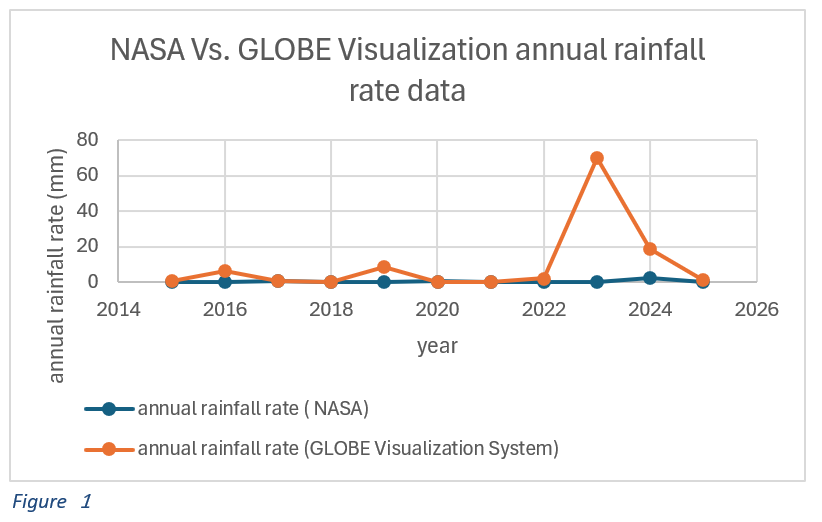 NASA Vs. GLOBE Visualization annual rainfall
rate data
annual rainfall rate (mm)
80
60
40
20
0
2014 2016 2018 2020 2022 2024 2026
year
annual rainfall rate ( NASA)
annual rainfall rate (GLOBE Visualization System)
Figure 1